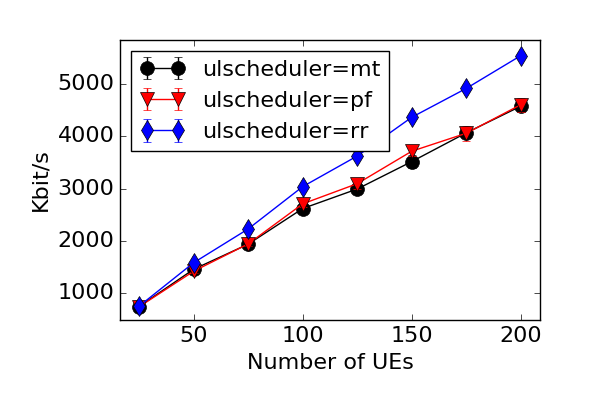 ulscheduler=mt
ulscheduler=pf
ulscheduler=rr
5000
4000
3000
2000
1000
Kbit/s
50 100 150 200
Number of UEs